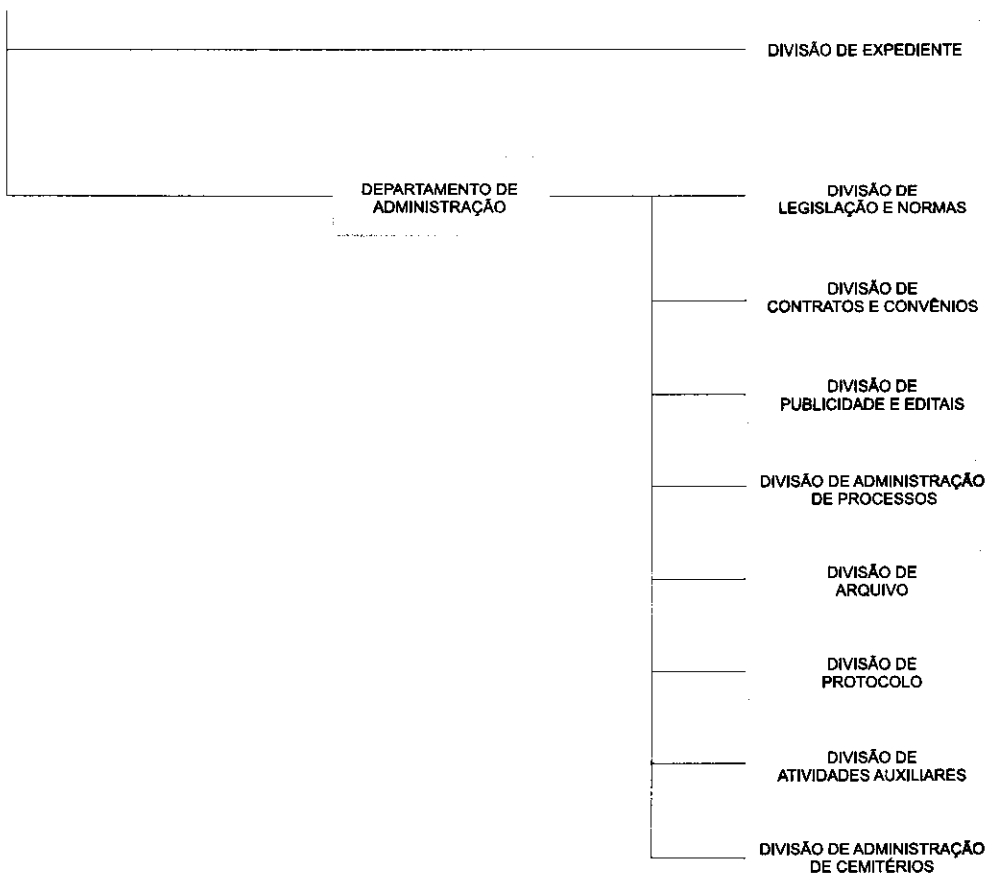 DIVISÃO DE EXPEDIENTE
DEPARTAMENTO DE
ADMINISTRAÇÃO
DIVISÃO DE
LEGISLAÇÃO E NORMAS
DIVISÃO DE
CONTRATOS E CONVÊNIOS
DIVISÃO DE
PUBLICIDADE E EDITAIS
DIVISÃO DE ADMINISTRAÇÃO
DE PROCESSOS
DIVISÃO DE
ARQUIVO
DIVISÃO DE
PROTOCOLO
DIVISÃO DE
ATIVIDADES AUXILIARES
DIVISÃO DE ADMINISTRAÇÃO
DE CEMITÉRIOS